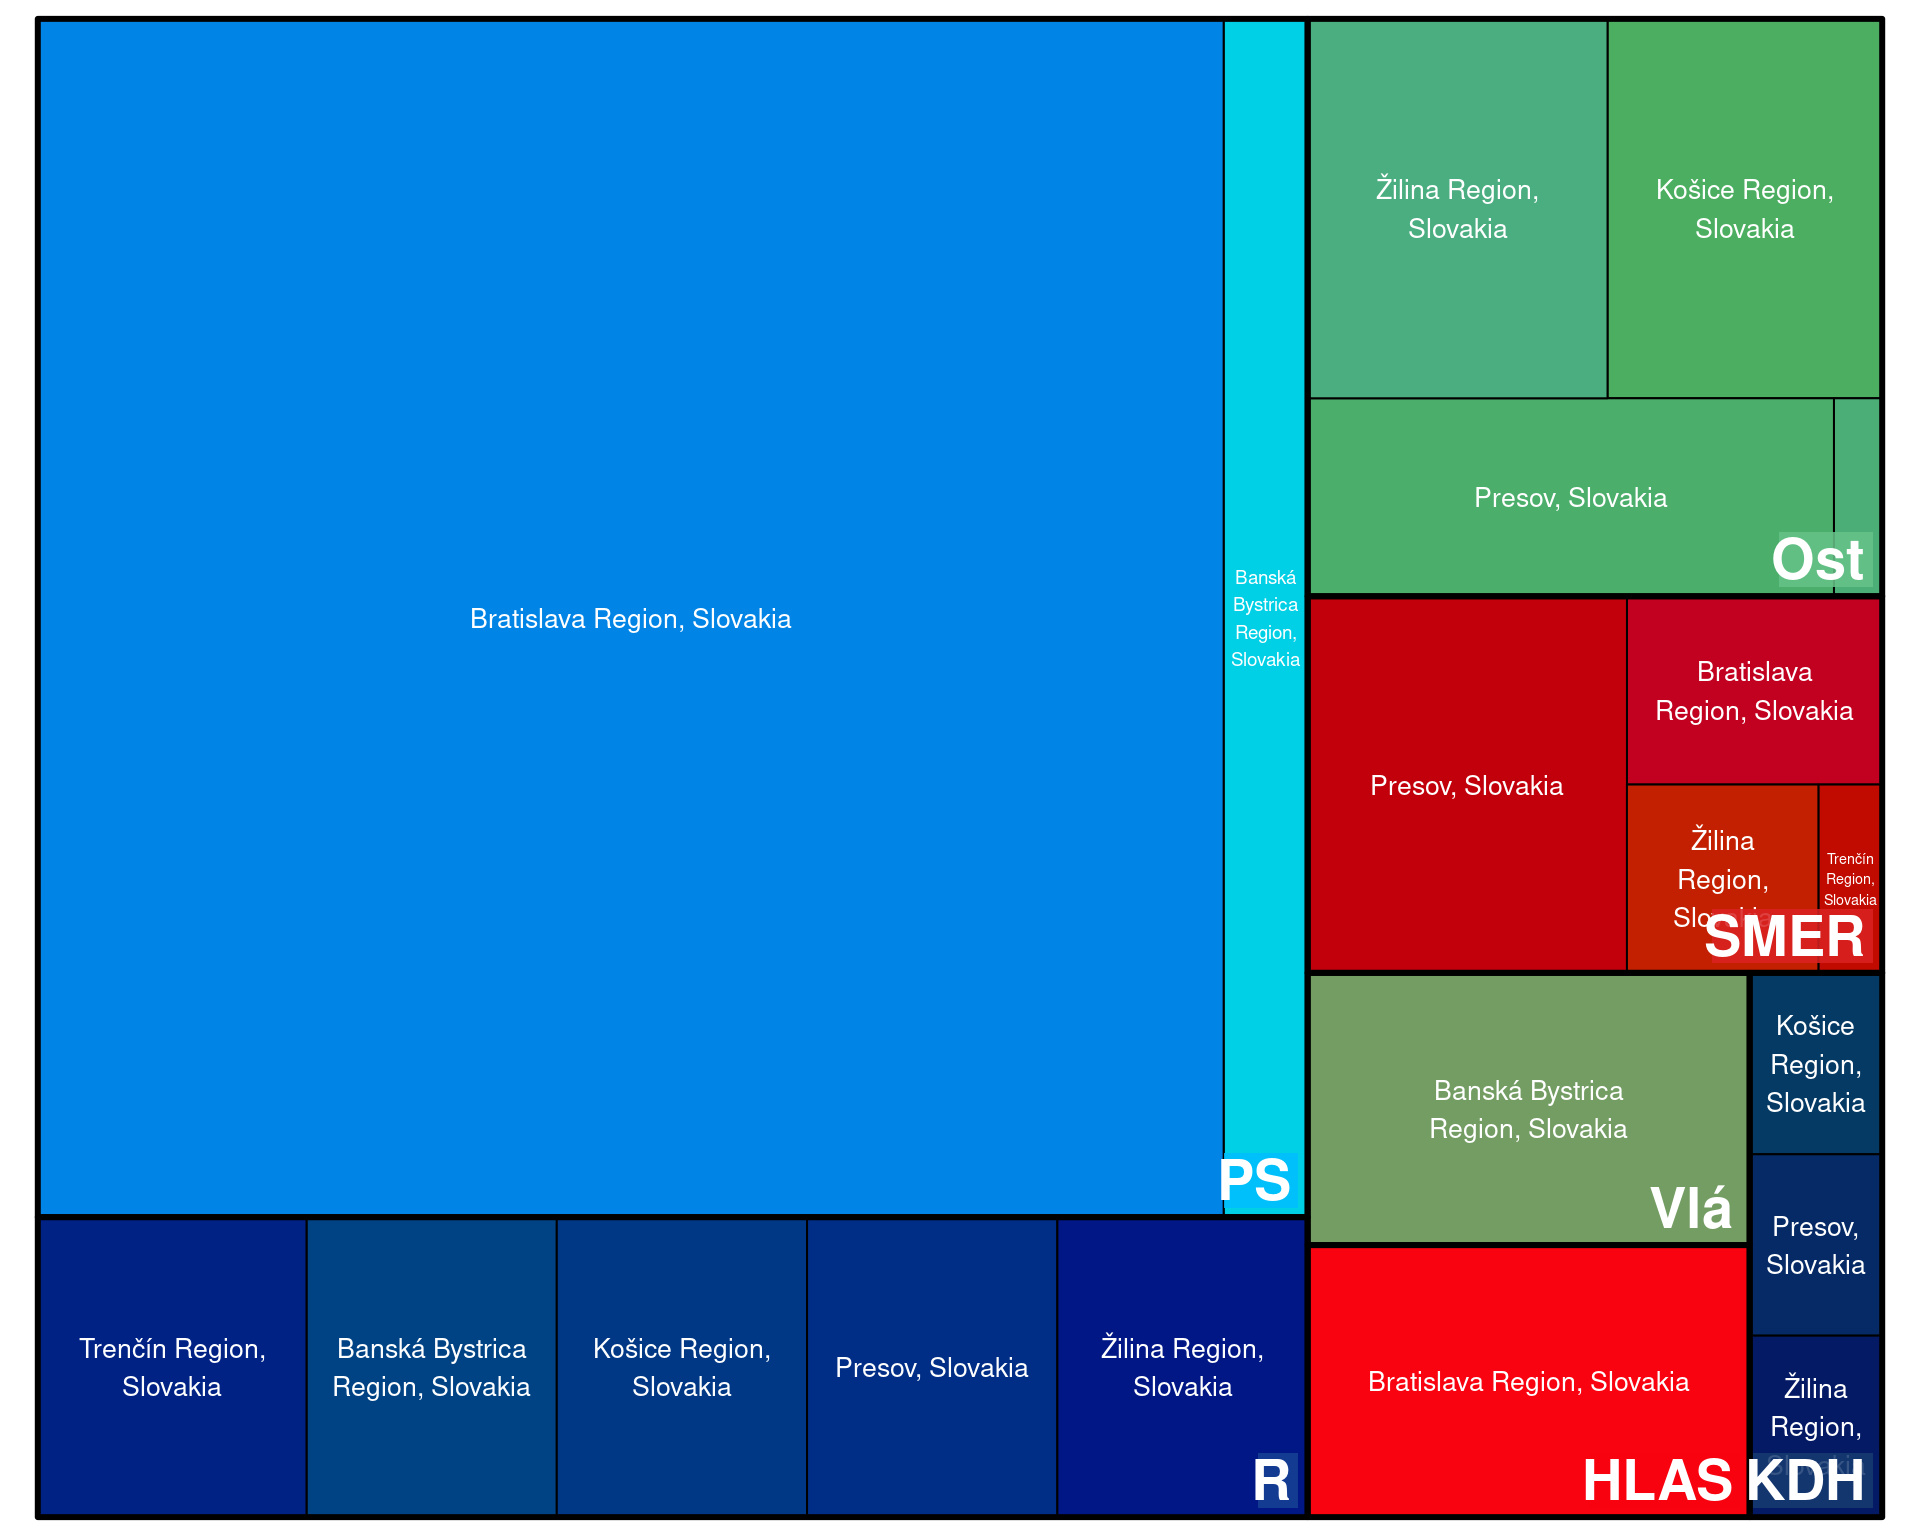 Bratislava Region, Slovakia
Banská
Bystrica
Region,
Slovakia
PS
Žilina Region,
Slovakia
Košice Region,
Slovakia
Presov, Slovakia
Ost
Presov, Slovakia
Bratislava
Region, Slovakia
Žilina
Region,
Slovakia
Trenčín
Region,
Slovakia
SMER
Banská Bystrica
Region, Slovakia
Vlá
Košice
Region,
Slovakia
Presov,
Slovakia
Žilina
Region,
Slovakia
KDH
Bratislava Region, Slovakia
HLAS
Trenčín Region,
Slovakia
Banská Bystrica
Region, Slovakia
Košice Region,
Slovakia
Presov, Slovakia
Žilina Region,
Slovakia
R